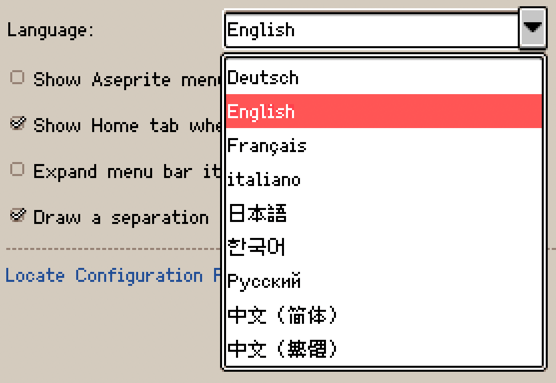 Language: English
Deutsch
Show Aseprite men
English
Show Home tab whe
Français
Expand menu bar it
italiano
日本語
Draw a separation
한국어
Locate Configuration F
Русский
中文（简体）
中文（繁體）